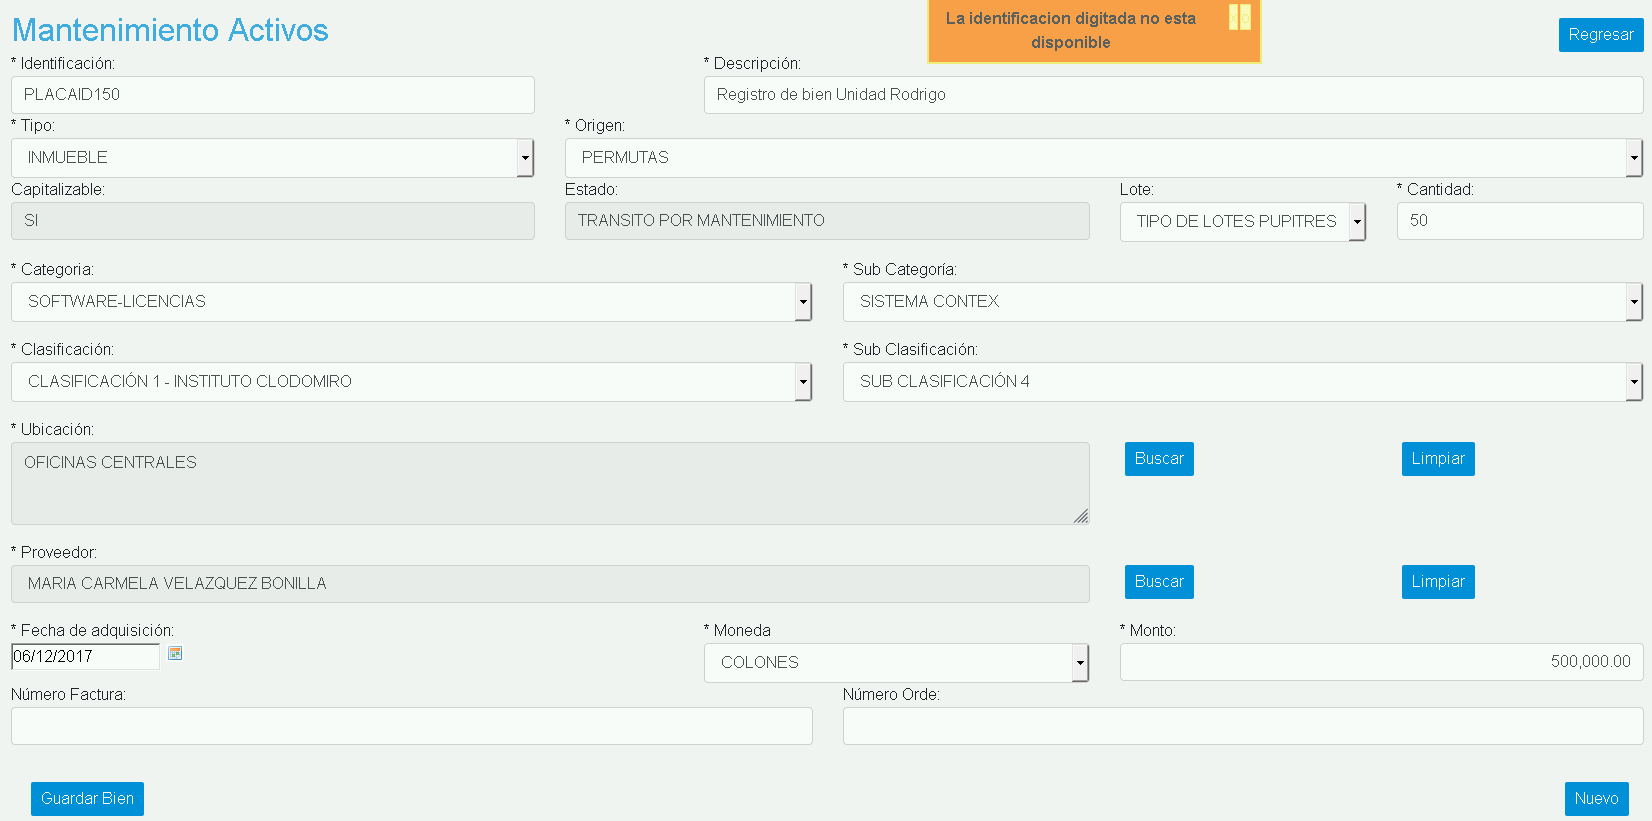 La identificacion digitada no esta
disponible
Mantenimiento Activos
Regresar
* Identificación:
* Descripción:
PLACAID150
Registro de bien Unidad Rodrigo
* Tipo:
* Origen:
INMUEBLE
PERMUTAS
Capitalizable:
Estado:
Lote:
* Cantidad:
SI
TRANSITO POR MANTENIMIENTO
TIPO DE LOTES PUPITRES
50
* Categoria:
* Sub Categoría:
SOFTWARE-LICENCIAS
SISTEMA CONTEX
* Clasificación:
* Sub Clasificación:
CLASIFICACIÓN 1 - INSTITUTO CLODOMIRO
SUB CLASIFICACIÓN 4
* Ubicación:
OFICINAS CENTRALES
Buscar
Limpiar
* Proveedor:
MARIA CARMELA VELAZQUEZ BONILLA
Buscar
Limpiar
* Fecha de adquisición:
* Moneda
* Monto:
06/12/2017
COLONES
500,000.00
Número Factura:
Número Orde:
Guardar Bien
Nuevo